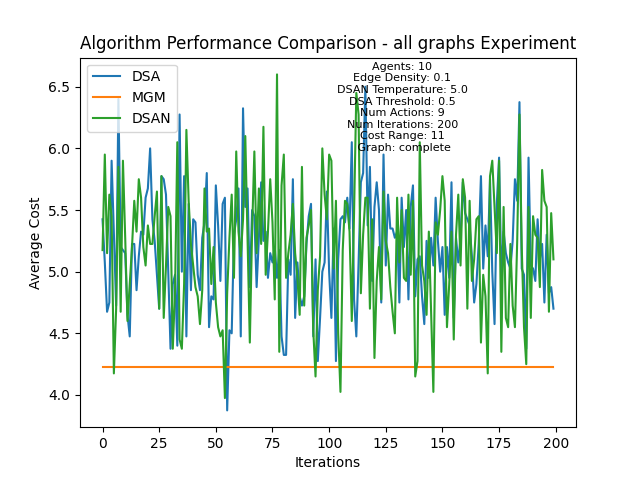 Algorithm Performance Comparison - all graphs Experiment
DSA
MGM
DSAN
Agents: 10
Edge Density: 0.1
DSAN Temperature: 5.0
DSA Threshold: 0.5
Num Actions: 9
Num Iterations: 200
Cost Range: 11
Graph: complete
Average Cost
6.5
6.0
5.5
5.0
4.5
4.0
0 25 50 75 100 125 150 175 200
Iterations